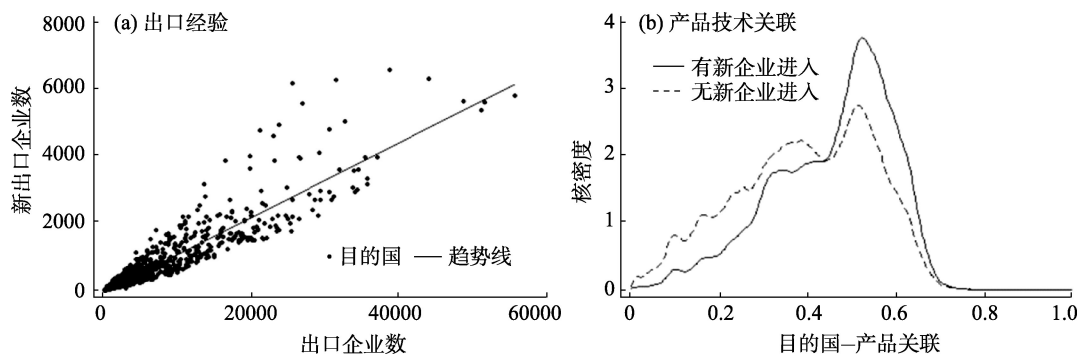 (a) 出口经验
8000
6000
4000
2000
0
新出口企业数
目的国
趋势线
0
20000
40000
60000
出口企业数
(b) 产品技术关联
有新企业进入
无新企业进入
4
3
2
1
0
核密度
0
0.2
0.4
0.6
0.8
1.0
目的国–产品关联